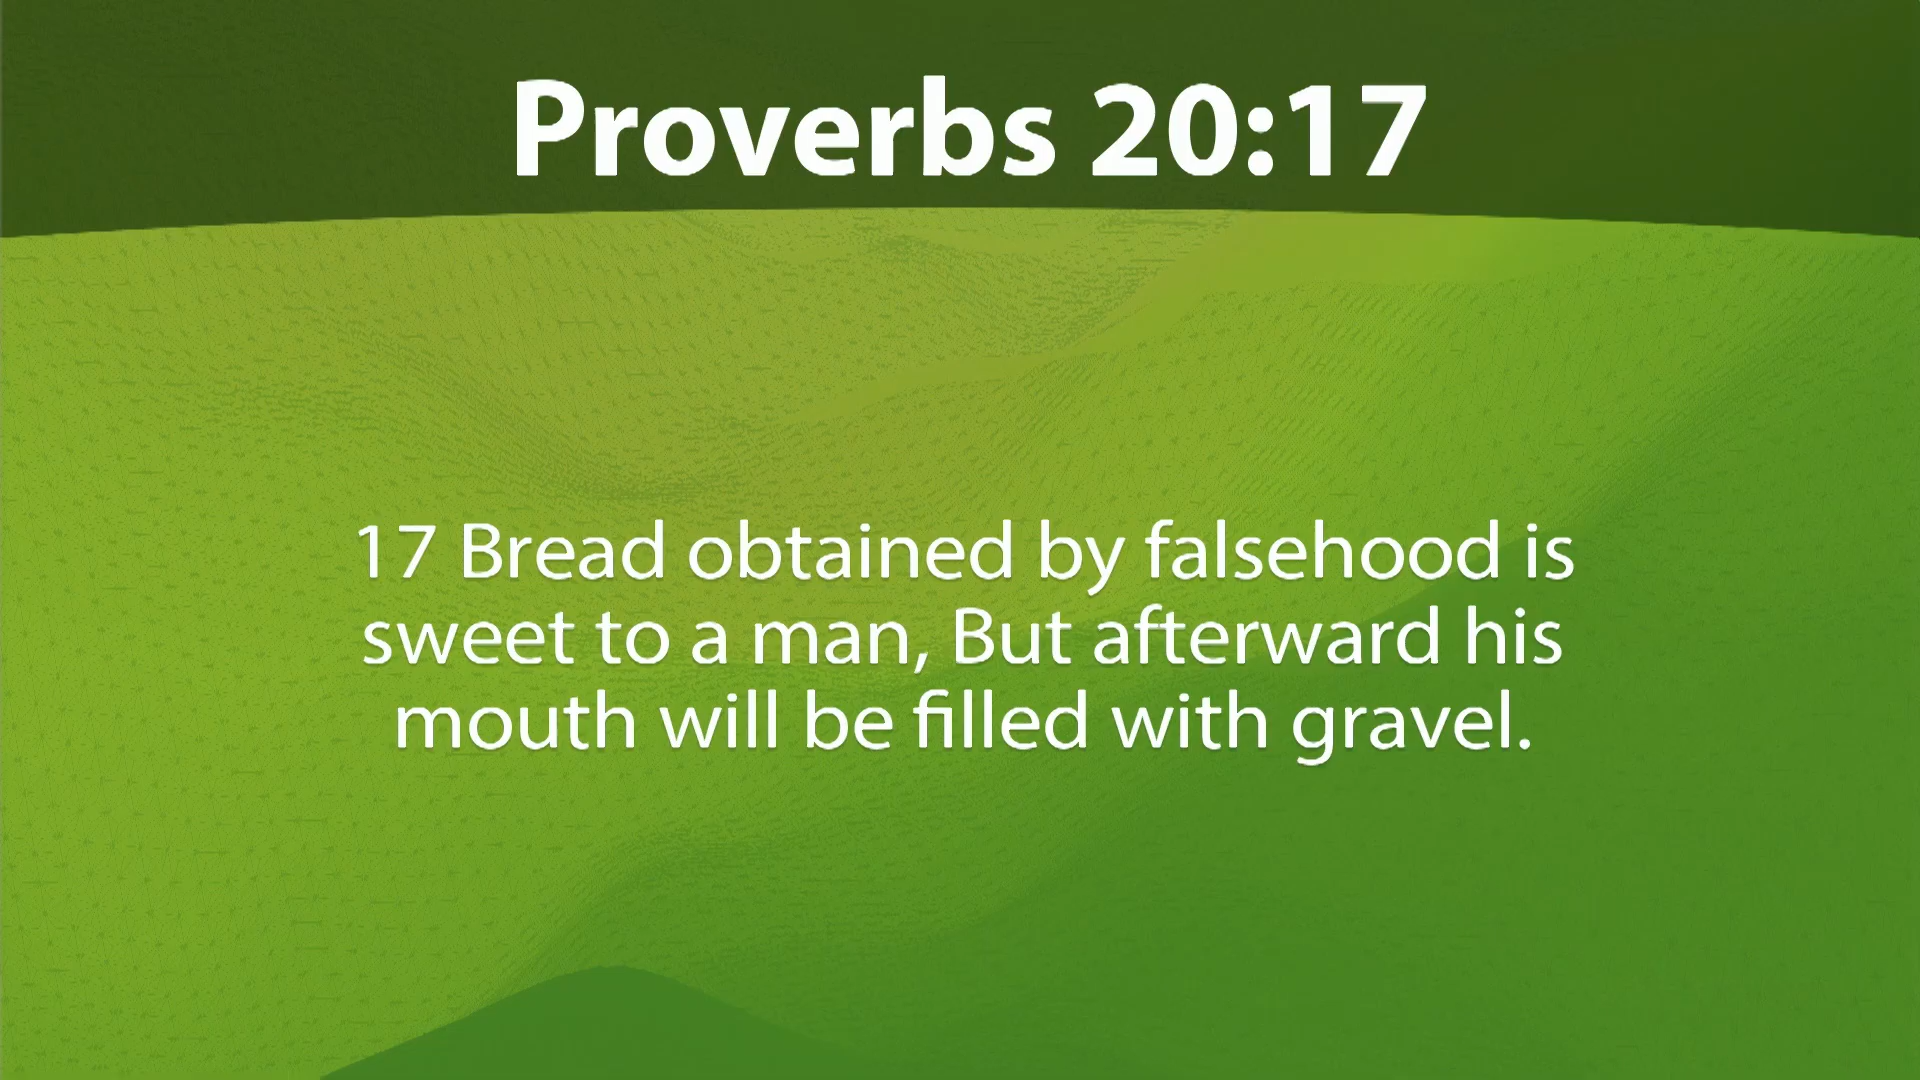 Proverbs 20:17
17 Bread obtained by falsehood is
sweet to a man, But afterward his
mouth will be filled with gravel.